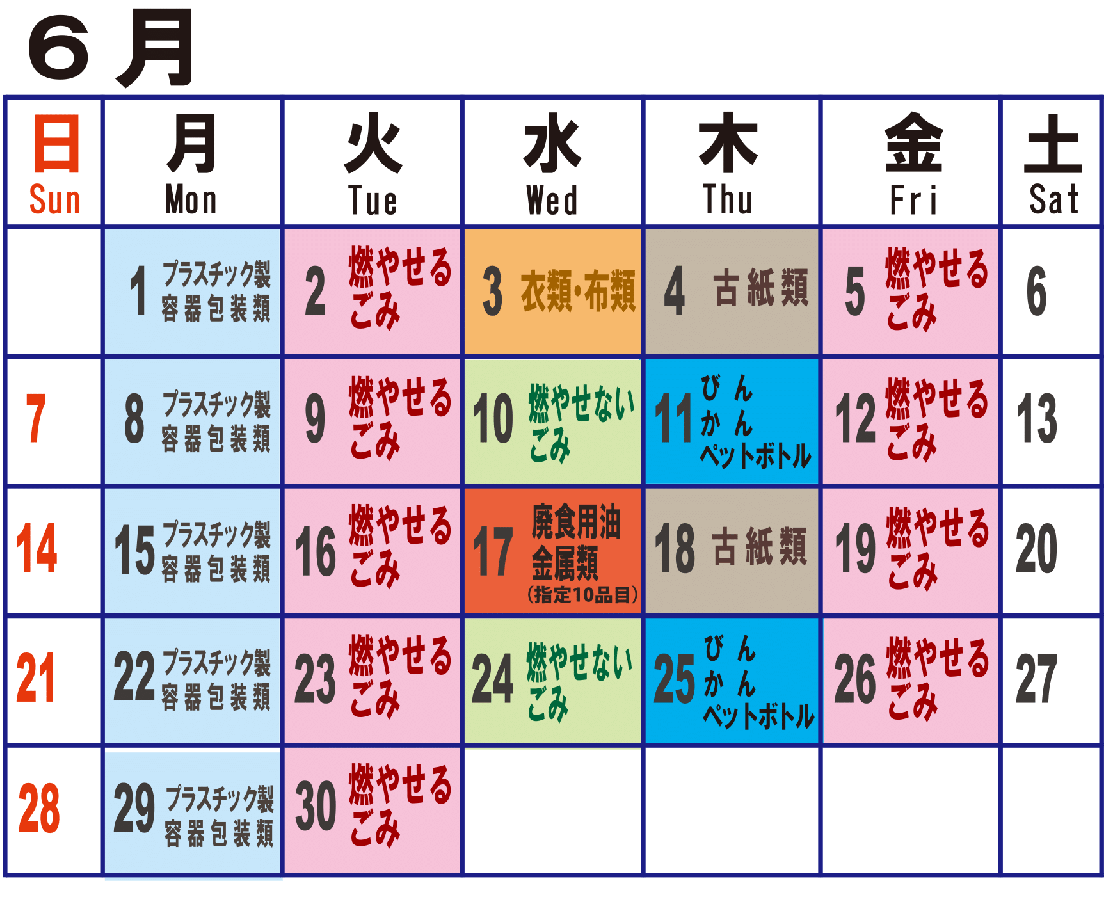 6月
日 月 火 水 木 金 土
Sun Mon Tue Wed Thu Fri Sat
1 プラスチック製
容器包装類
2 燃やせる
ごみ
3 衣類・布類
4 古紙類
5 燃やせる
ごみ
6
7
8 プラスチック製
容器包装類
9 燃やせる
ごみ
10 燃やせない
ごみ
11 びん
かん
ペットボトル
12 燃やせる
ごみ
13
14
15 プラスチック製
容器包装類
16 燃やせる
ごみ
17 廃食用油
金属類
(指定10品目)
18 古紙類
19 燃やせる
ごみ
20
21
22 プラスチック製
容器包装類
23 燃やせる
ごみ
24 燃やせない
ごみ
25 びん
かん
ペットボトル
26 燃やせる
ごみ
27
28
29 プラスチック製
容器包装類
30 燃やせる
ごみ